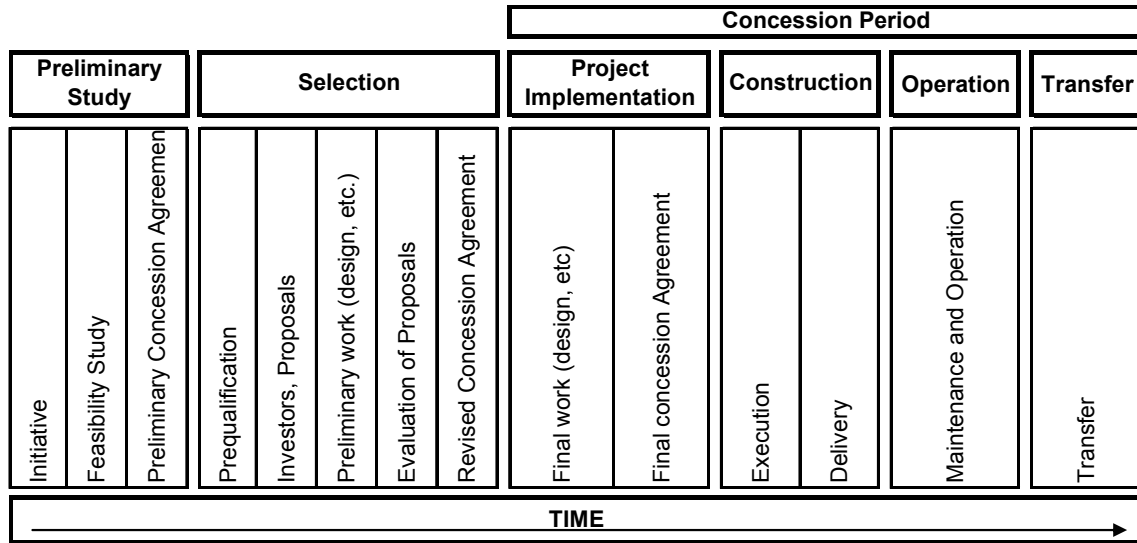 Concession Period
Preliminary
Study
Selection
Project
Implementation
Construction
Operation
Transfer
Initiative
Feasibility Study
Preliminary Concession Agreemen
Prequalification
Investors, Proposals
Preliminary work (design, etc.)
Evaluation of Proposals
Revised Concession Agreement
Final work (design, etc)
Final concession Agreement
Execution
Delivery
Maintenance and Operation
Transfer
TIME